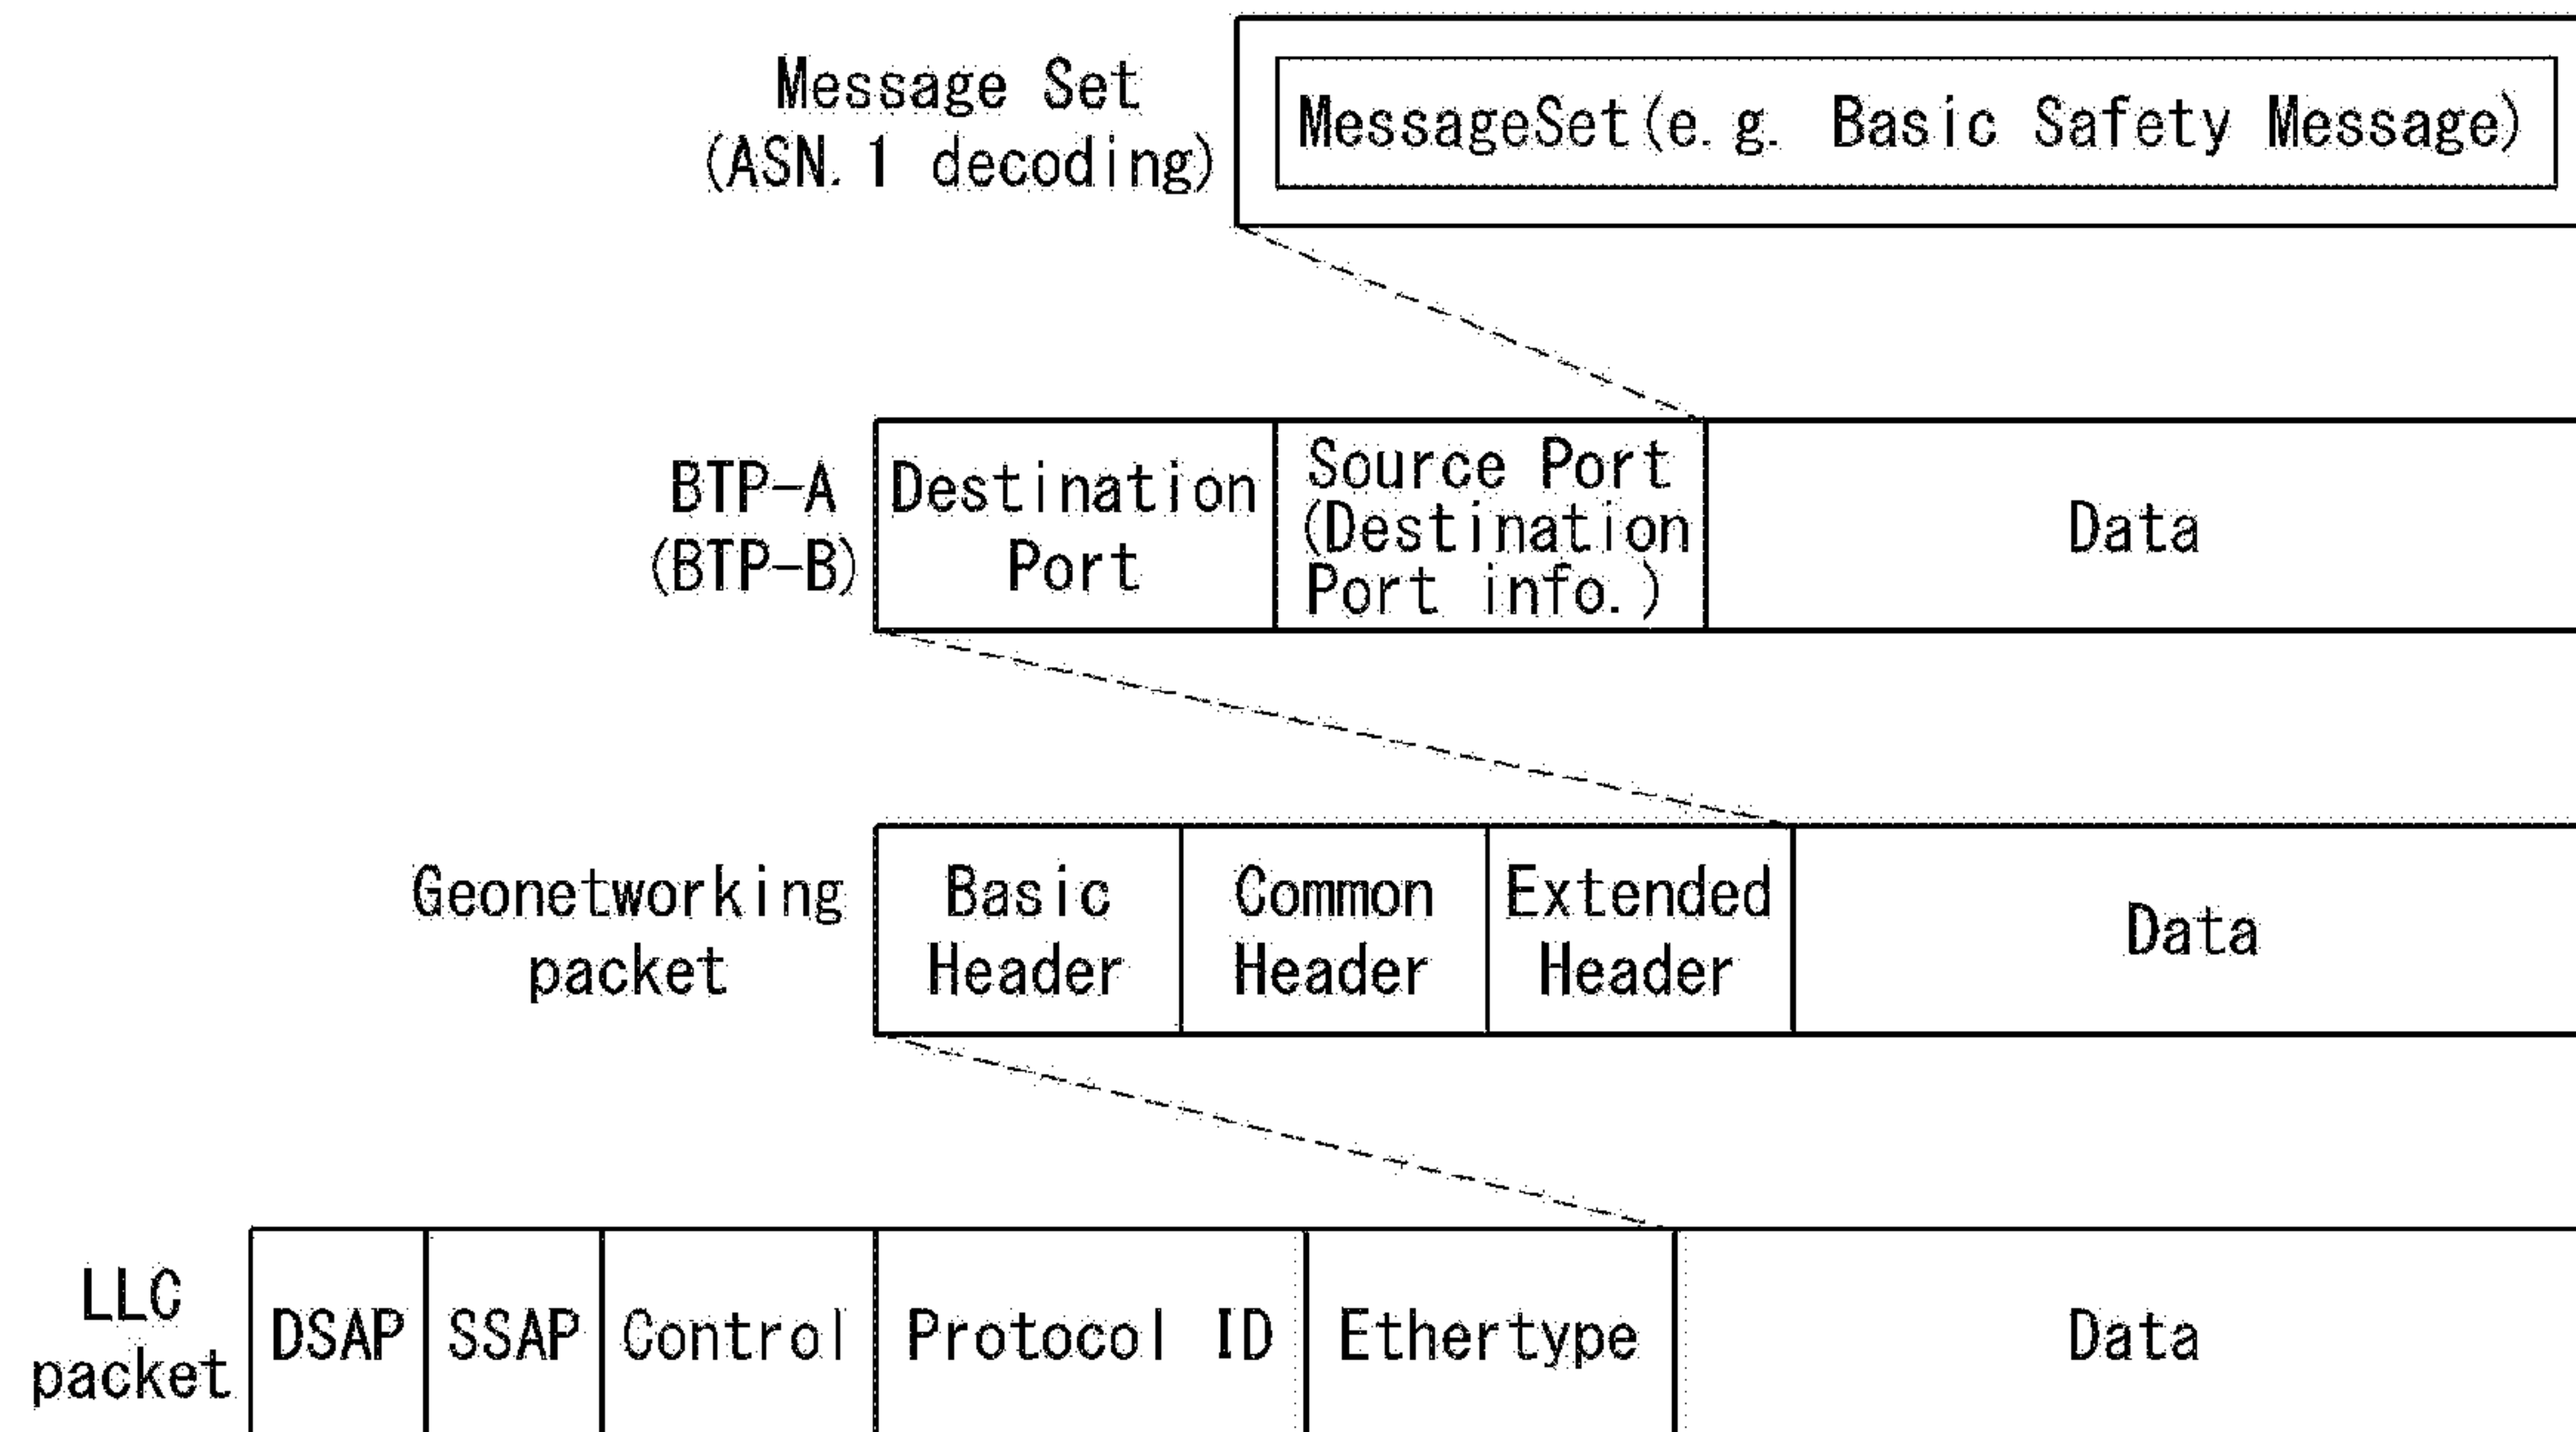 Message Set
(ASN.1 decoding)
MessageSet(e.g. Basic Safety Message)
BTP-A
(BTP-B)
Destination
Port
Source Port
(Destination
Port info.)
Data
Geonetworking
packet
Basic
Header
Common
Header
Extended
Header
Data
LLC
packet
DSAP
SSAP
Control
Protocol ID
Ethertype
Data